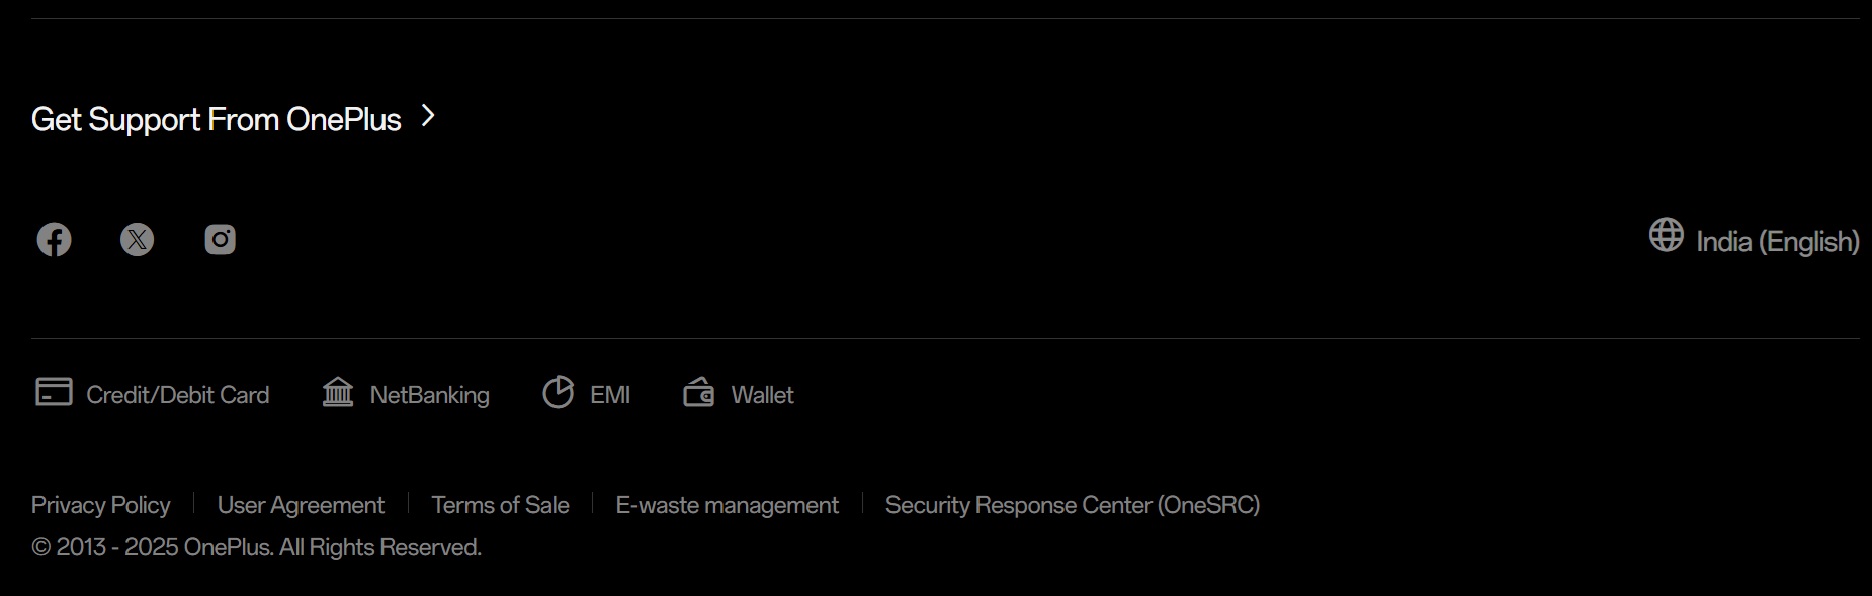 Get Support From OnePlus
India (English)
Credit/Debit Card NetBanking EMI Wallet
Privacy Policy User Agreement Terms of Sale E-waste management Security Response Center (OneSRC)
© 2013 - 2025 OnePlus. All Rights Reserved.